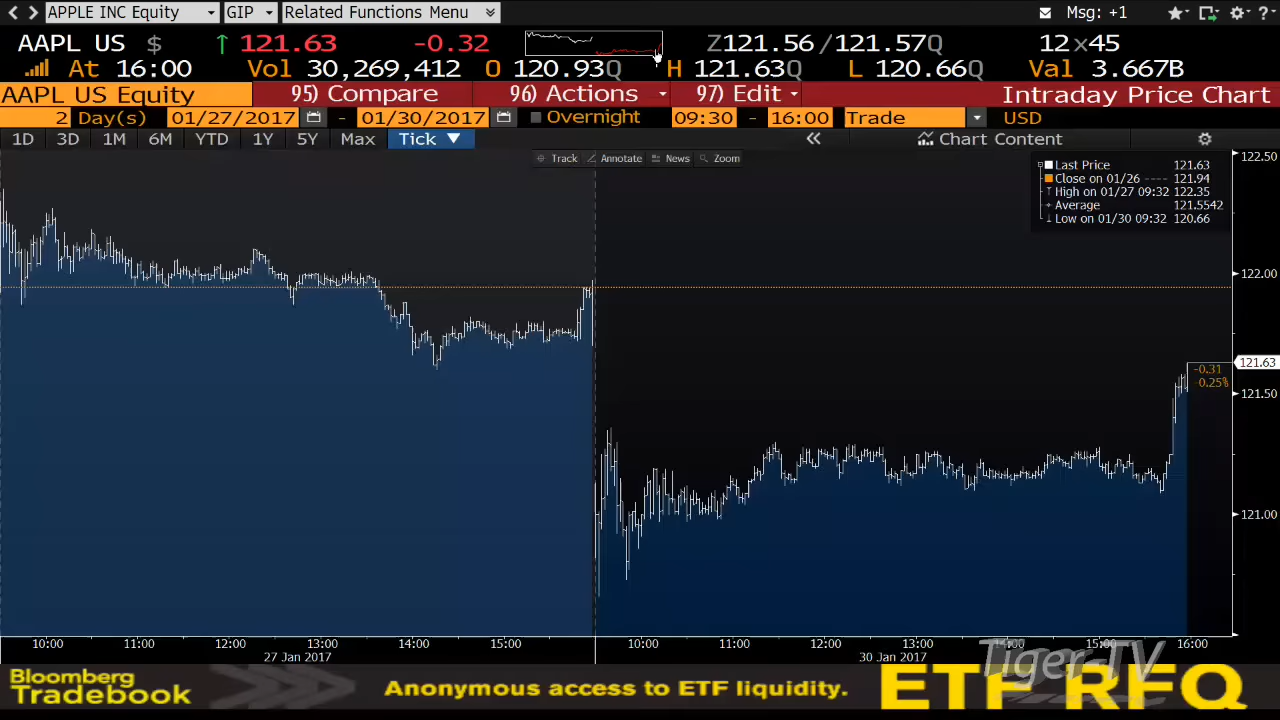 APPLE INC Equity GIP Related Functions Menu Msg: +1 ?
AAPL US $ ↑ 121.63 -0.32 Z121.56 /121.57Q 12x45
At 16:00 Vol 30,269,412 O 120.93Q H 121.63Q L 120.66Q Val 3.667B
AAPL US Equity 95) Compare 96) Actions 97) Edit Intraday Price Chart
2 Day(s) 01/27/2017 - 01/30/2017 Overnight 09:30 - 16:00 Trade USD
1D 3D 1M 6M YTD 1Y 5Y Max Tick ▼ « Chart Content
Track Annotate News Zoom
Last Price 121.63
Close on 01/26 ---- 121.94
High on 01/27 09:32 122.35
Average 121.5542
Low on 01/30 09:32 120.66
122.50
122.00
121.63
-0.31
-0.25%
121.50
121.00
10:00 11:00 12:00 13:00 14:00 15:00 10:00 11:00 12:00 13:00 14:00 15:00 16:00
27 Jan 2017 30 Jan 2017
Tiger-TV
Bloomberg
Tradebook
Anonymous access to ETF liquidity.
ETF RFQ